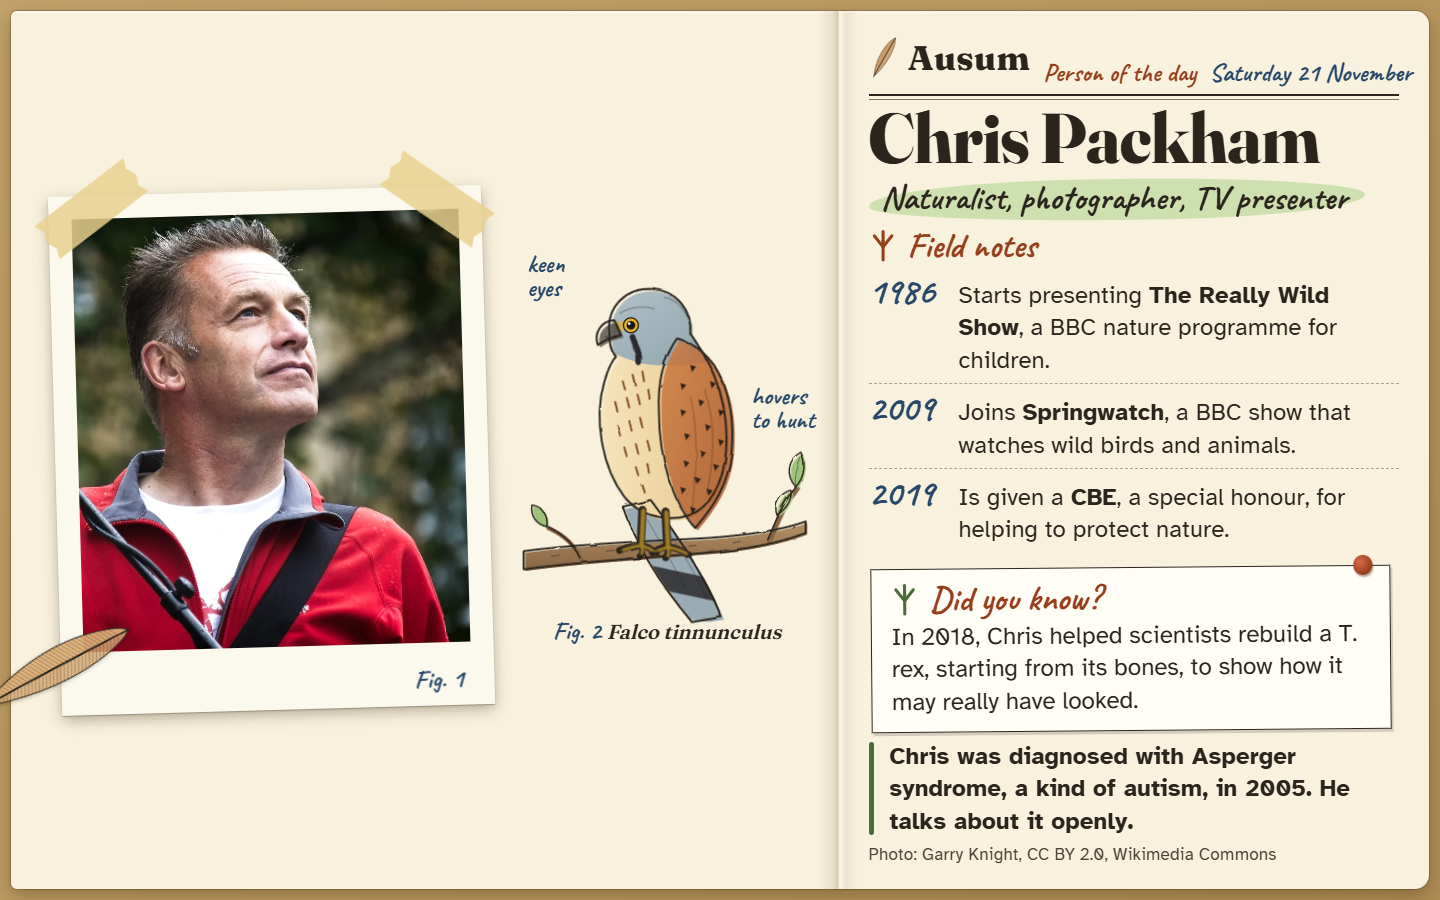 Fig. 1
keen
eyes
hovers
to hunt
Fig. 2 Falco tinnunculus
Ausum Person of the day Saturday 21 November
Chris Packham
Naturalist, photographer, TV presenter
Field notes
1986 Starts presenting The Really Wild
Show, a BBC nature programme for
children.
2009 Joins Springwatch, a BBC show that
watches wild birds and animals.
2019 Is given a CBE, a special honour, for
helping to protect nature.
Did you know?
In 2018, Chris helped scientists rebuild a T.
rex, starting from its bones, to show how it
may really have looked.
Chris was diagnosed with Asperger
syndrome, a kind of autism, in 2005. He
talks about it openly.
Photo: Garry Knight, CC BY 2.0, Wikimedia Commons